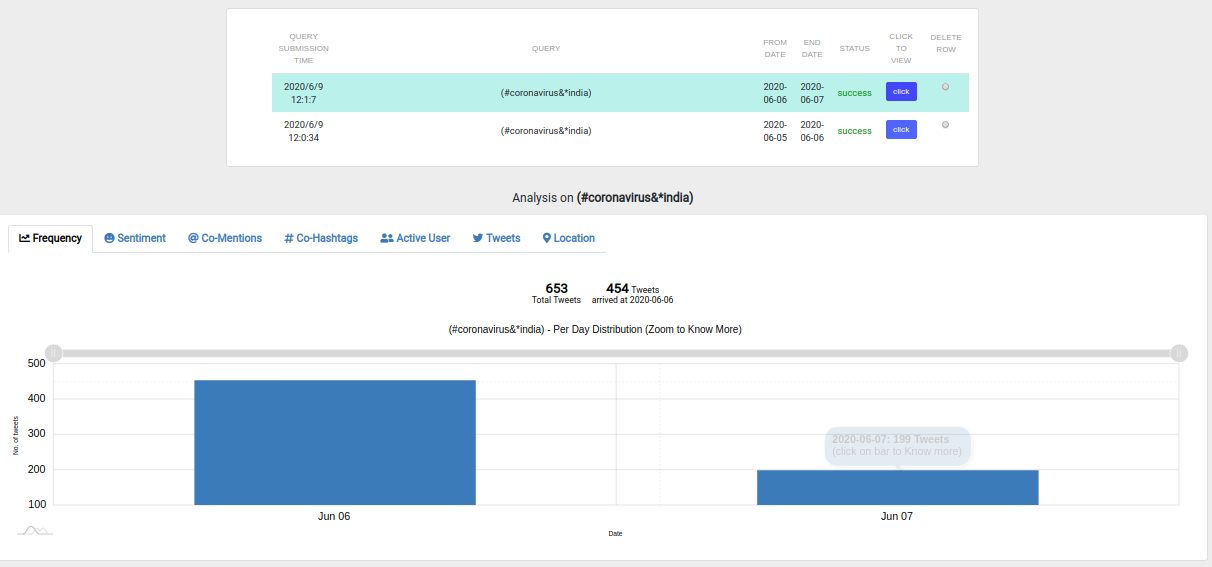 QUERY SUBMISSION TIME QUERY FROM DATE END DATE STATUS CLICK TO VIEW DELETE ROW
2020/6/9 12:1:7 (#coronavirus&*india) 2020-06-06 2020-06-07 success click
2020/6/9 12:0:34 (#coronavirus&*india) 2020-06-05 2020-06-06 success click
Analysis on (#coronavirus&*india)
Frequency Sentiment @ Co-Mentions # Co-Hashtags Active User Tweets Location
653 454 Tweets
Total Tweets arrived at 2020-06-06
(#coronavirus&*india) - Per Day Distribution (Zoom to Know More)
500
400
300
200
100
No. of tweets
2020-06-07: 199 Tweets
(click on bar to Know more)
Jun 06 Jun 07
Date